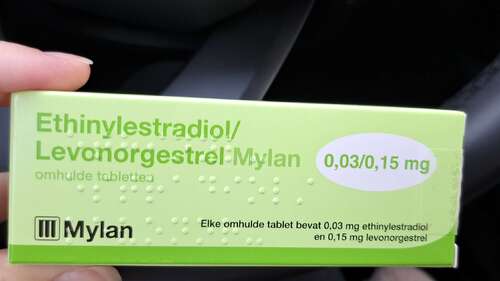 Ethinylestradiol/
Levonorgestrel Mylan
0,03/0,15 mg
omhulde tabletten
Mylan
Elke omhulde tablet bevat 0,03 mg ethinylestradiol
en 0,15 mg levonorgestrel